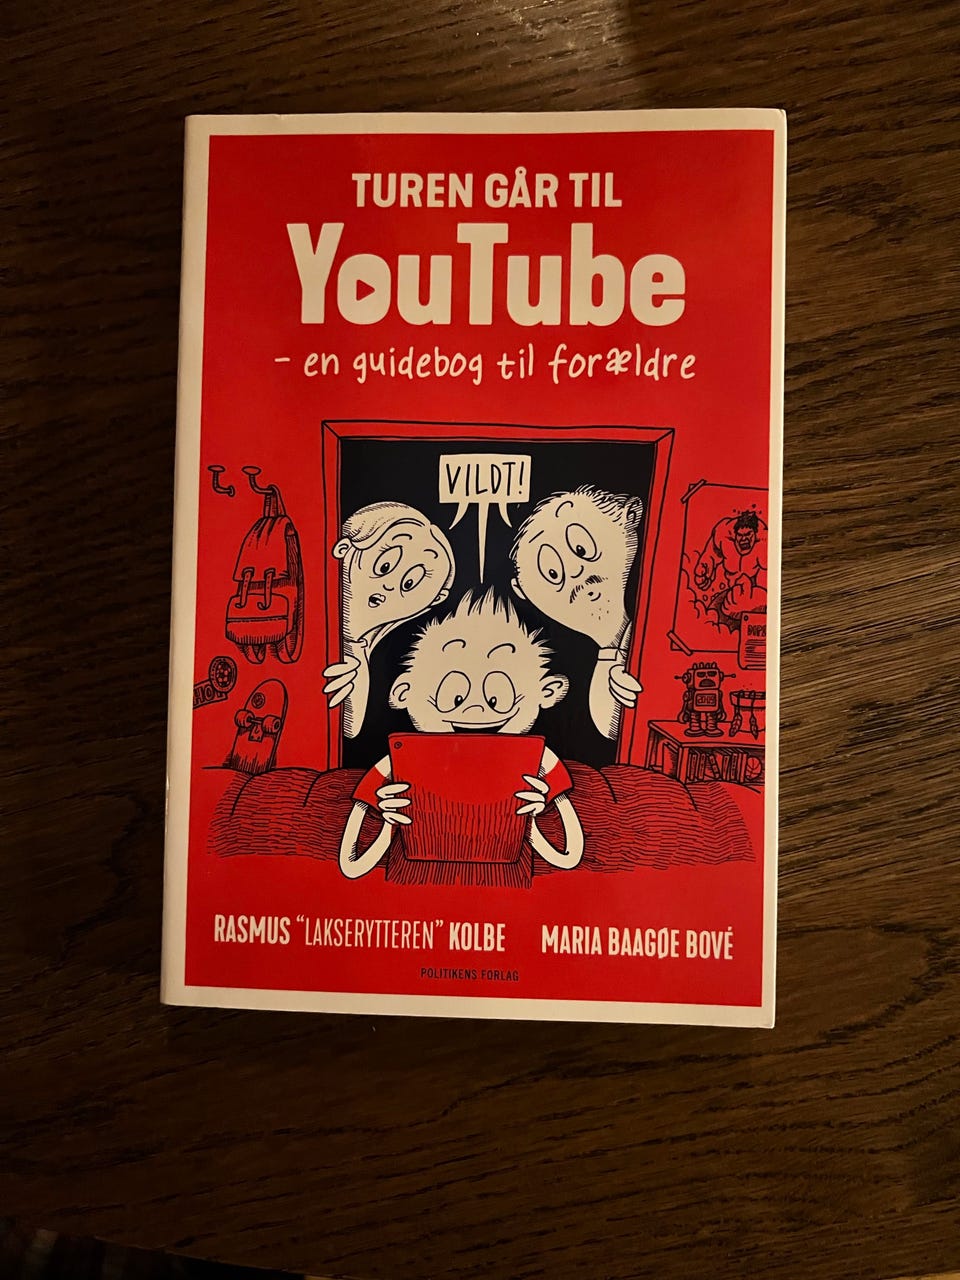 TUREN GÅR TIL
YouTube
- en guidebog til forældre
VILDT!
RASMUS "LAKSERYTTEREN" KOLBE
MARIA BAAGØE BOVÉ
POLITIKENS FORLAG